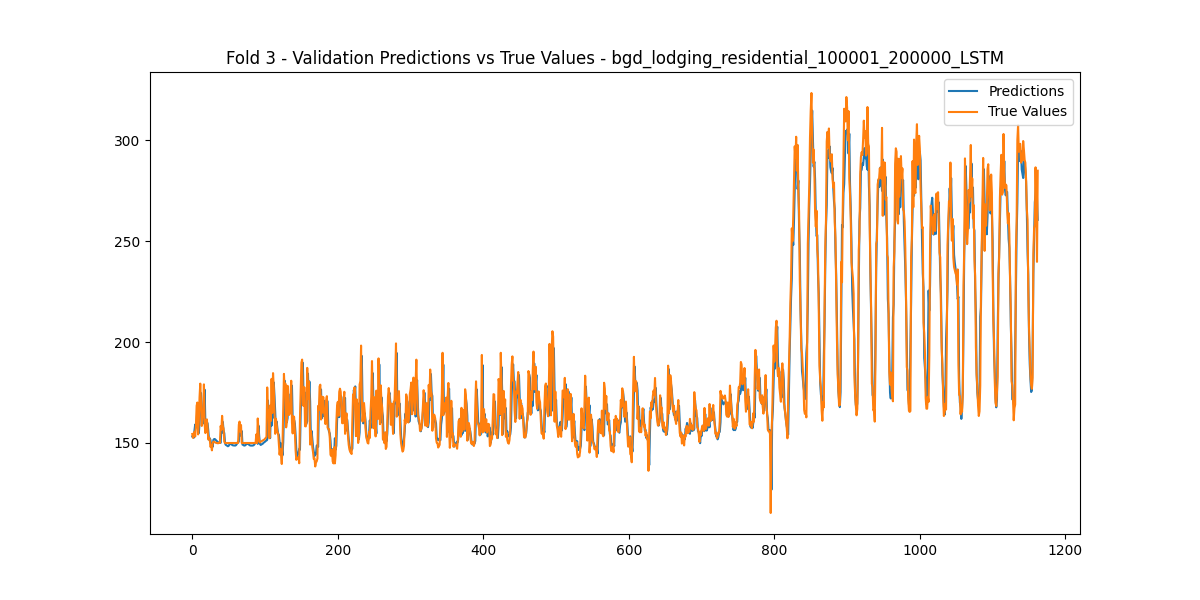 Fold 3 - Validation Predictions vs True Values - bgd_lodging_residential_100001_200000_LSTM
Predictions
True Values
300
250
200
150
0 200 400 600 800 1000 1200